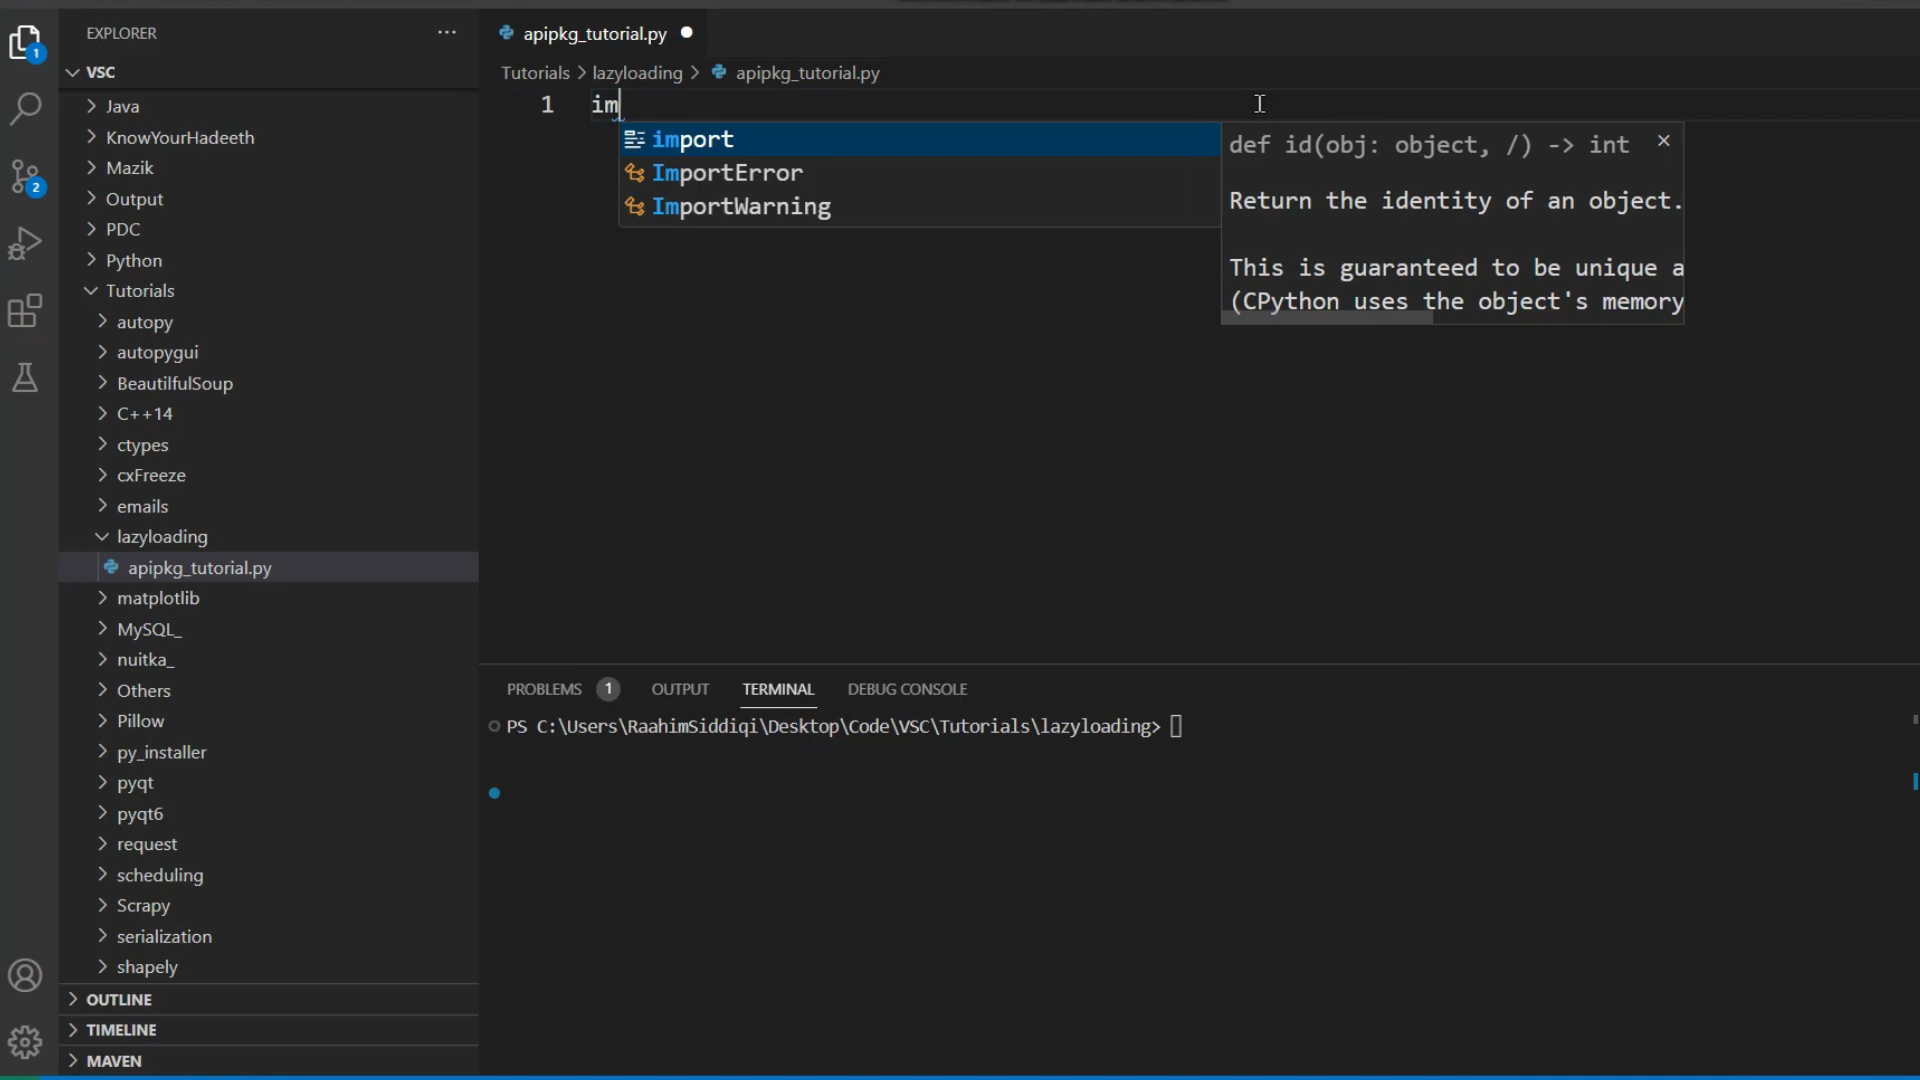 EXPLORER
VSC
Java
KnowYourHadeeth
Mazik
Output
PDC
Python
Tutorials
autopy
autopygui
BeautilfulSoup
C++14
ctypes
cxFreeze
emails
lazyloading
apipkg_tutorial.py
matplotlib
MySQL_
nuitka_
Others
Pillow
py_installer
pyqt
pyqt6
request
scheduling
Scrapy
serialization
shapely
OUTLINE
TIMELINE
MAVEN
1
2
apipkg_tutorial.py
Tutorials > lazyloading > apipkg_tutorial.py
1 im
import
ImportError
ImportWarning
def id(obj: object, /) -> int
Return the identity of an object.
This is guaranteed to be unique a
(CPython uses the object's memory
PROBLEMS 1 OUTPUT TERMINAL DEBUG CONSOLE
PS C:\Users\RaahimSiddiqi\Desktop\Code\VSC\Tutorials\lazyloading>